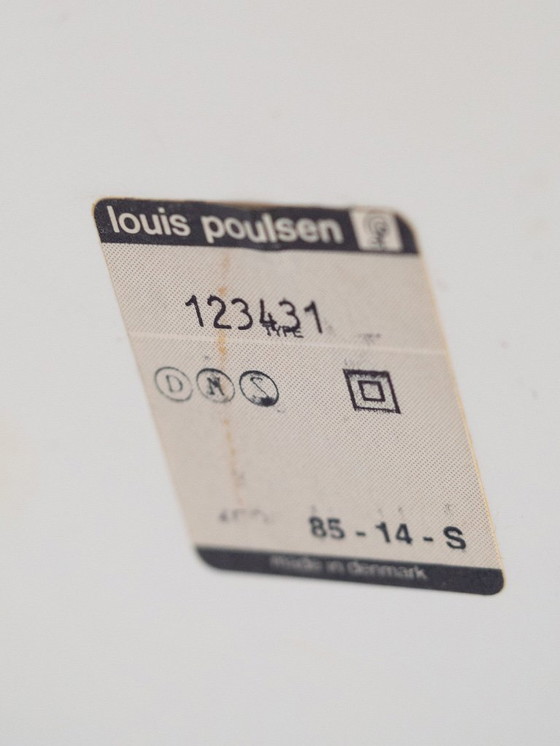 louis poulsen
123431
TYPE
D N S
85 - 14 - S
made in denmark